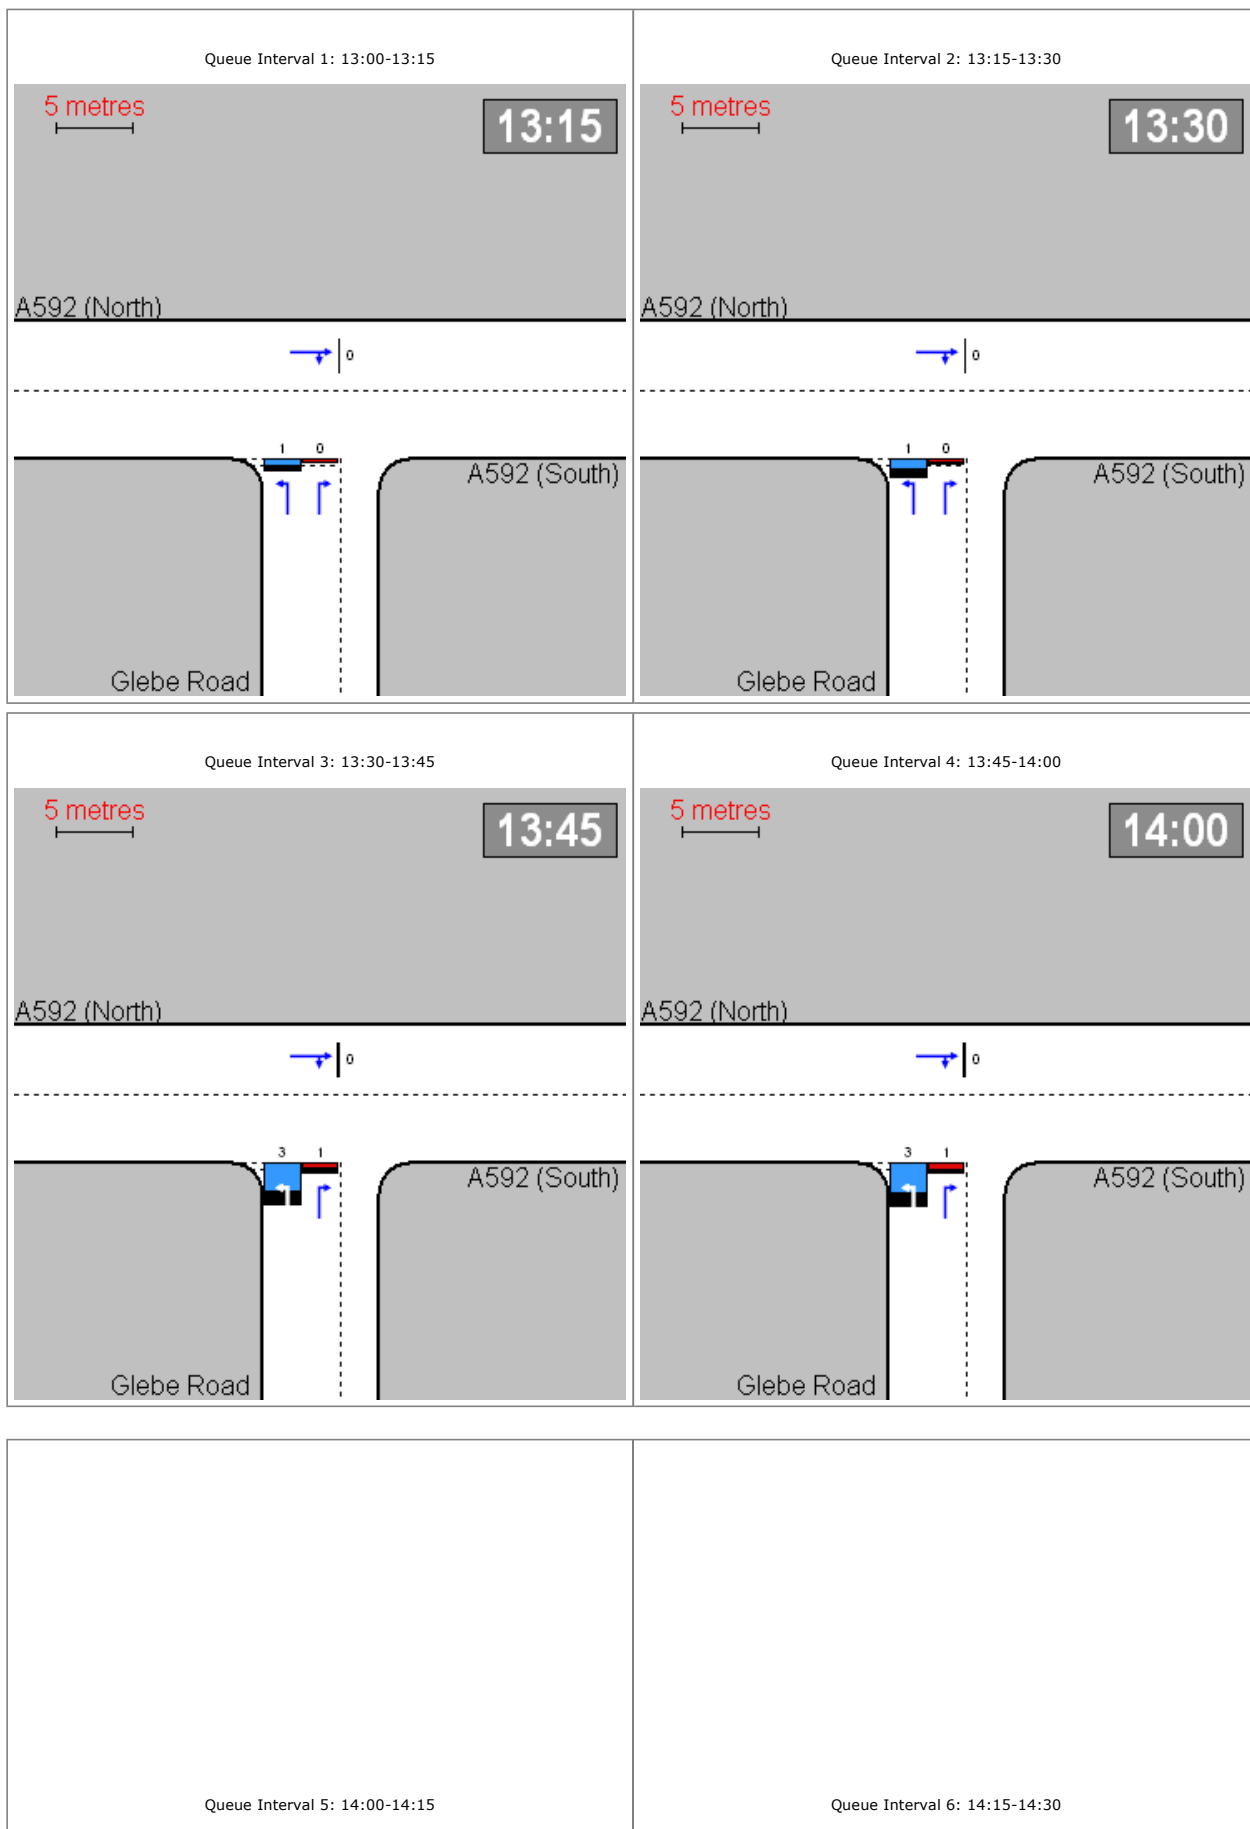 Queue Interval 1: 13:00-13:15
5 metres
13:15
A592 (North)
0
1 0
A592 (South)
Glebe Road
Queue Interval 2: 13:15-13:30
5 metres
13:30
A592 (North)
0
1 0
A592 (South)
Glebe Road
Queue Interval 3: 13:30-13:45
5 metres
13:45
A592 (North)
0
3 1
A592 (South)
Glebe Road
Queue Interval 4: 13:45-14:00
5 metres
14:00
A592 (North)
0
3 1
A592 (South)
Glebe Road
Queue Interval 5: 14:00-14:15
Queue Interval 6: 14:15-14:30